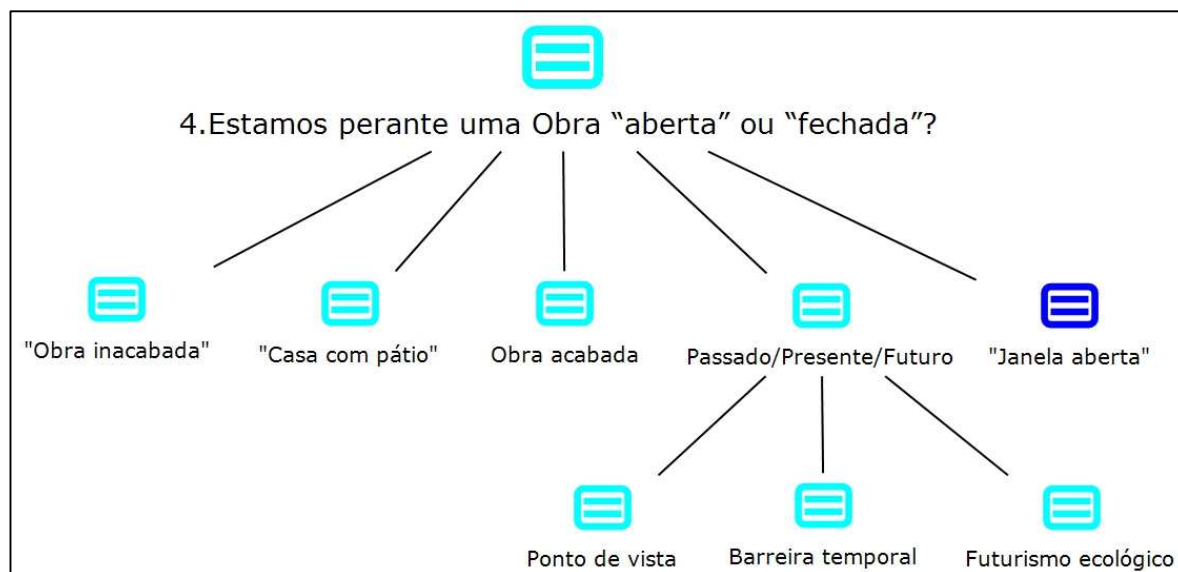 4.Estamos perante uma Obra “aberta” ou “fechada”?
"Obra inacabada"
"Casa com pátio"
Obra acabada
Passado/Presente/Futuro
"Janela aberta"
Ponto de vista
Barreira temporal
Futurismo ecológico